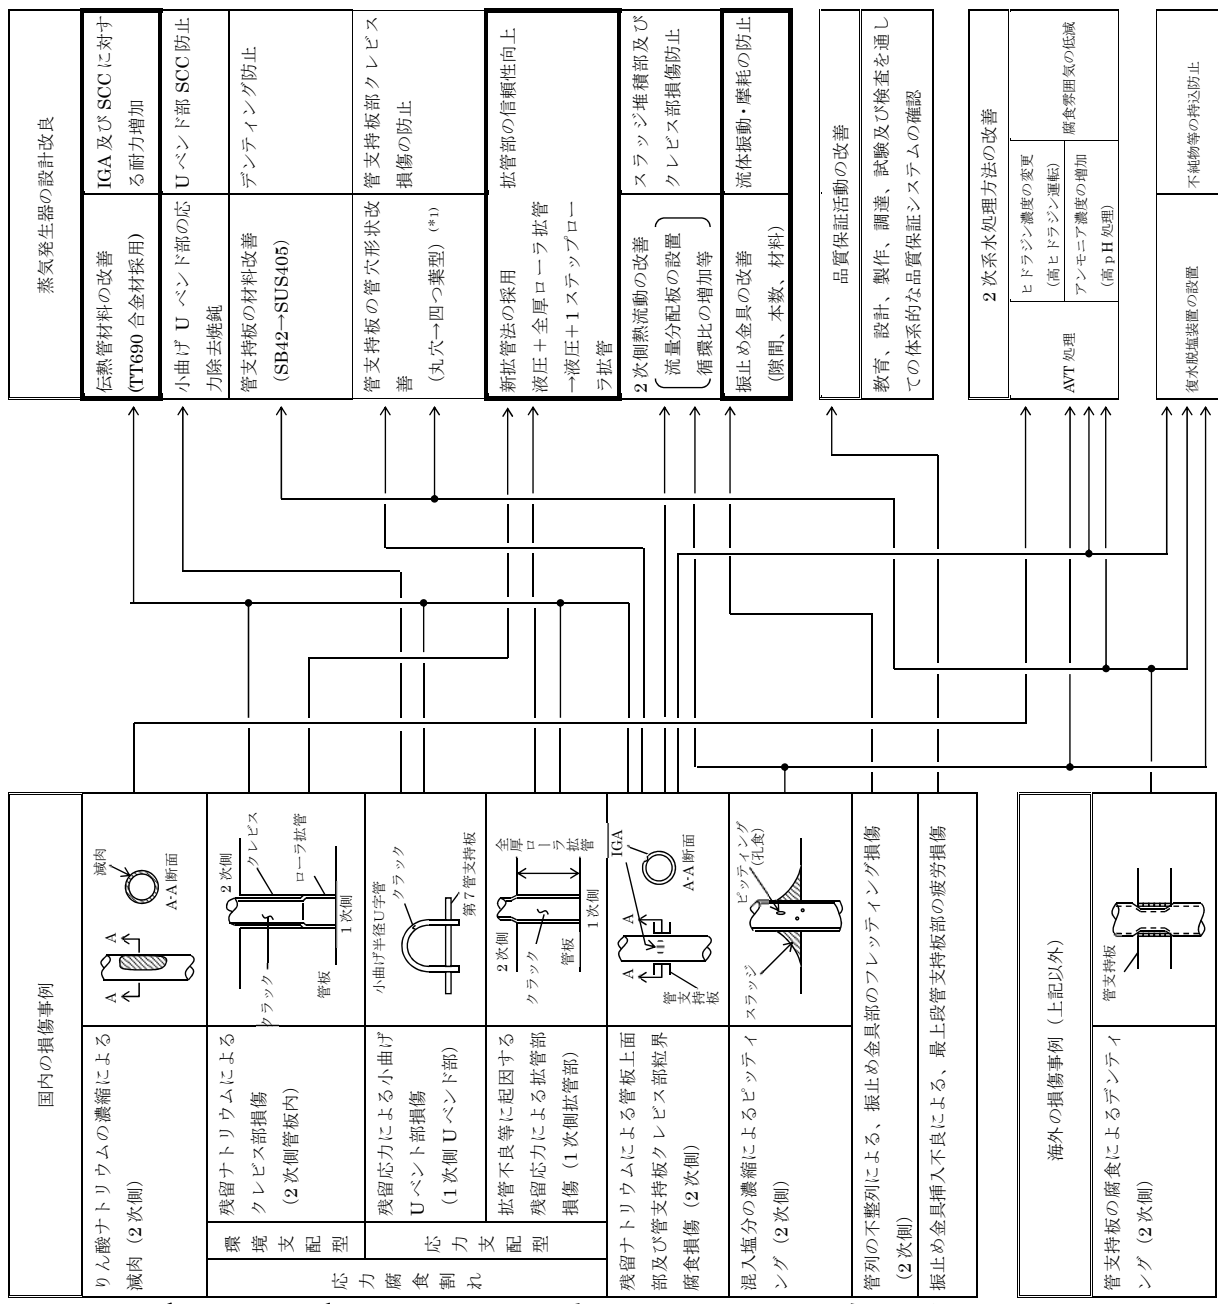 国内の損傷事例
りん酸ナトリウムの濃縮による
減肉（2 次側）
減肉
A
A
A-A断面
応力腐食割れ
環境支配型
残留ナトリウムによる
クレビス部損傷
（2 次側管板内）
2 次側
クレビス
ローラ拡管
クラック
管板
1 次側
応力支配型
残留応力による小曲げ
U ベント部損傷
（1 次側 U ベンド部）
小曲げ半径U字管
クラック
第 7 管支持板
拡管不良等に起因する
残留応力による拡管部
損傷（1 次側拡管部）
2 次側
クラック
管板
1 次側
全厚ローラ拡管
残留ナトリウムによる管板上面
部及び管支持板クレビス部粒界
腐食損傷（2 次側）
A
A
IGA
管支持板
A-A断面
混入塩分の濃縮によるピッティ
ング（2 次側）
ピッティング
（孔食）
スラッジ
管列の不整列による、振止め金具部のフレッティング損傷
（2 次側）
振止め金具挿入不良による、最上段管支持板部の疲労損傷
海外の損傷事例（上記以外）
管支持板の腐食によるデンティ
ング（2 次側）
管支持板
蒸気発生器の設計改良
伝熱管材料の改善
(TT690 合金材採用)
IGA 及び SCC に対す
る耐力増加
小曲げ U ベンド部の応
力除去焼鈍
U ベンド部 SCC 防止
管支持板の材料改善
（SB42→SUS405）
デンティング防止
管支持板の管穴形状改
善
（丸穴→四つ葉型）(*1)
管支持板部クレビス
損傷の防止
新拡管法の採用
液圧＋全厚ローラ拡管
→液圧＋1 ステップロー
ラ拡管
拡管部の信頼性向上
2 次側熱流動の改善
（流量分配板の設置
循環比の増加等）
スラッジ堆積部及び
クレビス部損傷防止
振止め金具の改善
（隙間、本数、材料）
流体振動・摩耗の防止
品質保証活動の改善
教育、設計、製作、調達、試験及び検査を通し
ての体系的な品質保証システムの確認
2 次系水処理方法の改善
AVT 処理
ヒドラジン濃度の変更
（高ヒドラジン運転）
アンモニア濃度の増加
（高ｐＨ処理）
腐食雰囲気の低減
復水脱塩装置の設置
不純物等の持込防止